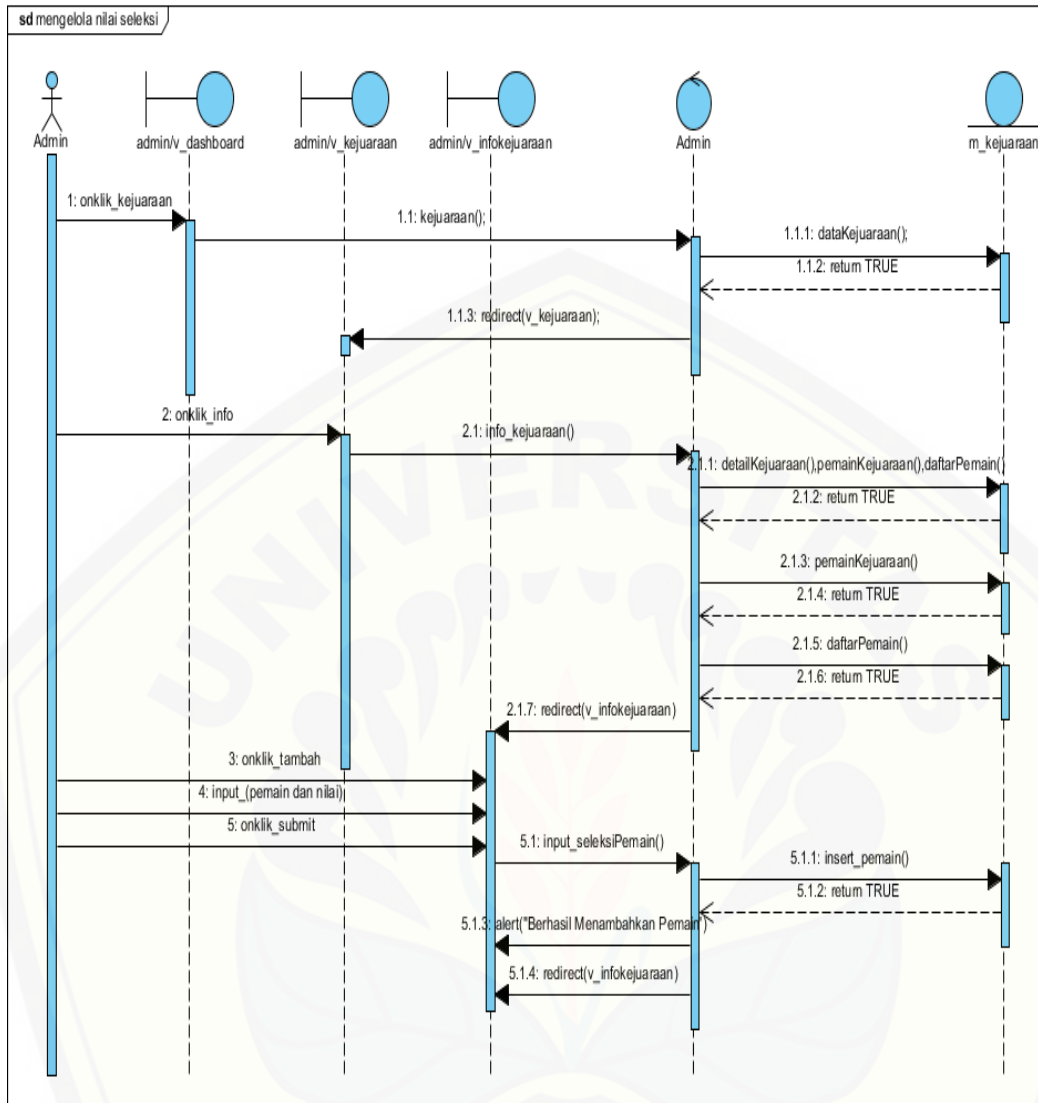 sd mengelola nilai seleksi
Admin
admin/v_dashboard
admin/v_kejuaraan
admin/v_infokejuaraan
Admin
m_kejuaraan
1: onklik_kejuaraan
1.1: kejuaraan();
1.1.1: dataKejuaraan();
1.1.2: return TRUE
1.1.3: redirect(v_kejuaraan);
2: onklik_info
2.1: info_kejuaraan()
2.1.1: detailKejuaraan(),pemainKejuaraan(),daftarPemain()
2.1.2: return TRUE
2.1.3: pemainKejuaraan()
2.1.4: return TRUE
2.1.5: daftarPemain()
2.1.6: return TRUE
2.1.7: redirect(v_infokejuaraan)
3: onklik_tambah
4: input_(pemain dan nilai)
5: onklik_submit
5.1: input_seleksiPemain()
5.1.1: insert_pemain()
5.1.2: return TRUE
5.1.3: alert("Berhasil Menambahkan Pemain")
5.1.4: redirect(v_infokejuaraan)
UNIVERSITAS